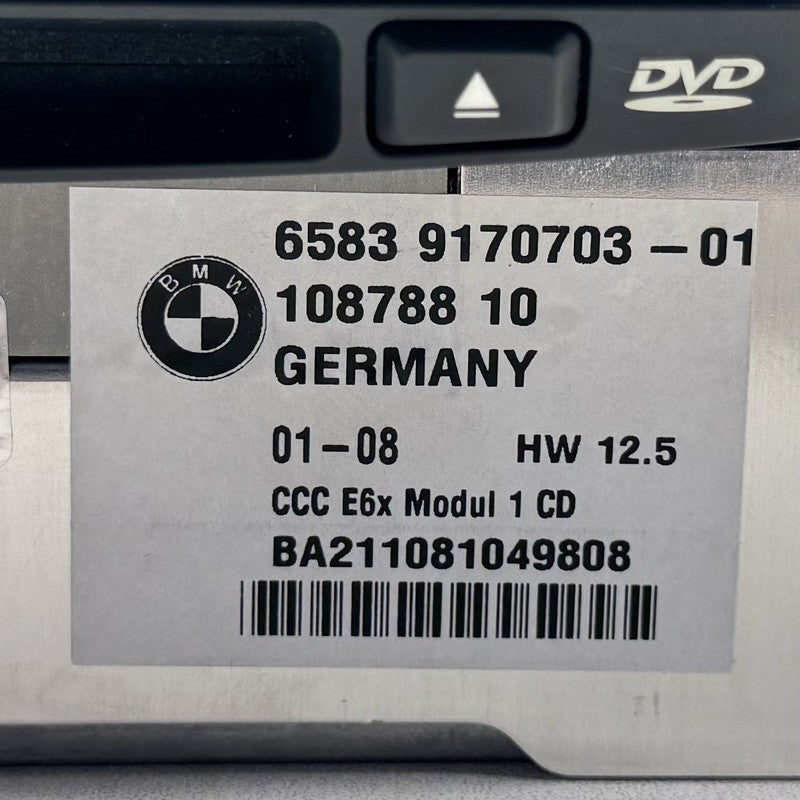 DVD
6583 9170703-01
BMW
108788 10
GERMANY
01-08 HW 12.5
CCC E6x Modul 1 CD
BA211081049808